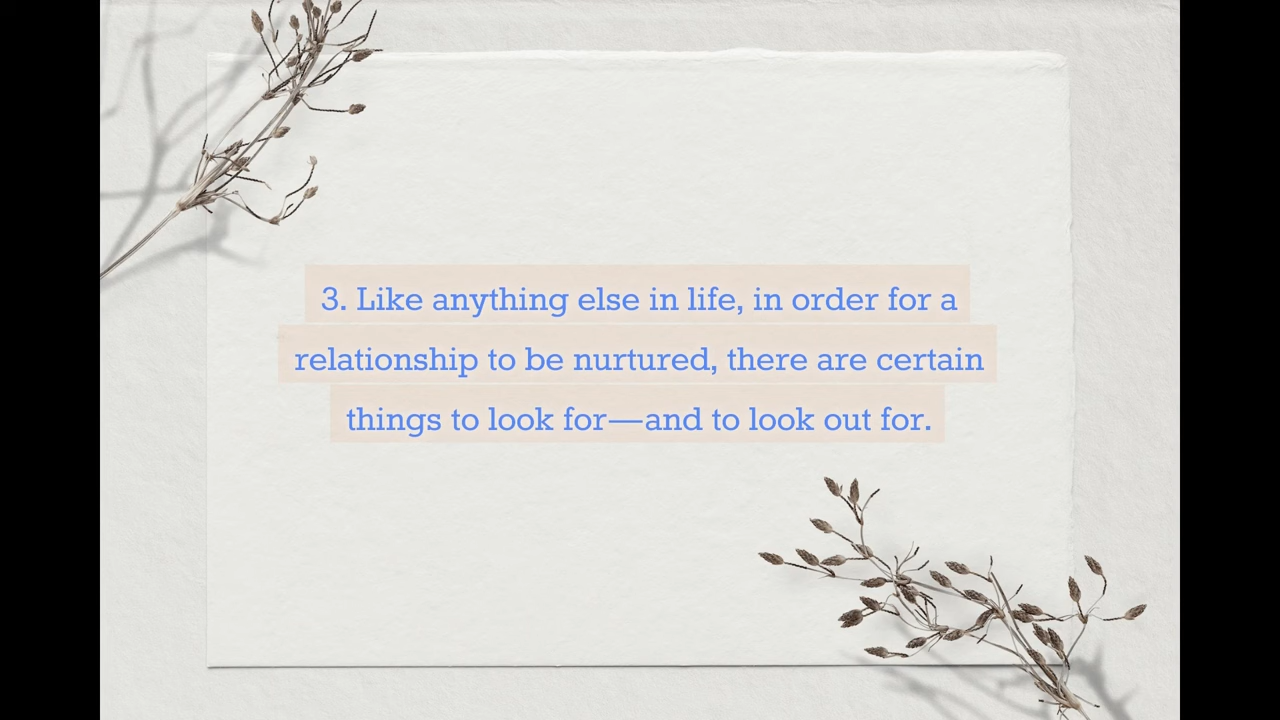 3. Like anything else in life, in order for a
relationship to be nurtured, there are certain
things to look for—and to look out for.